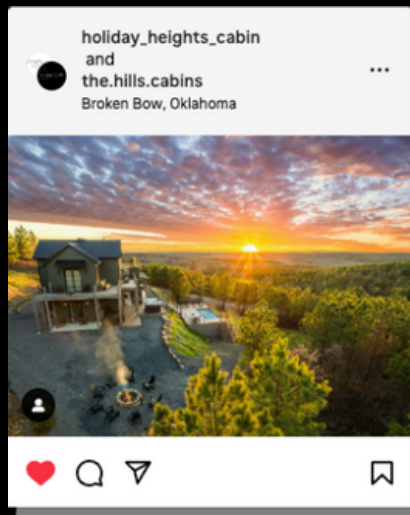 holiday_heights_cabin
and
the.hills.cabins
Broken Bow, Oklahoma